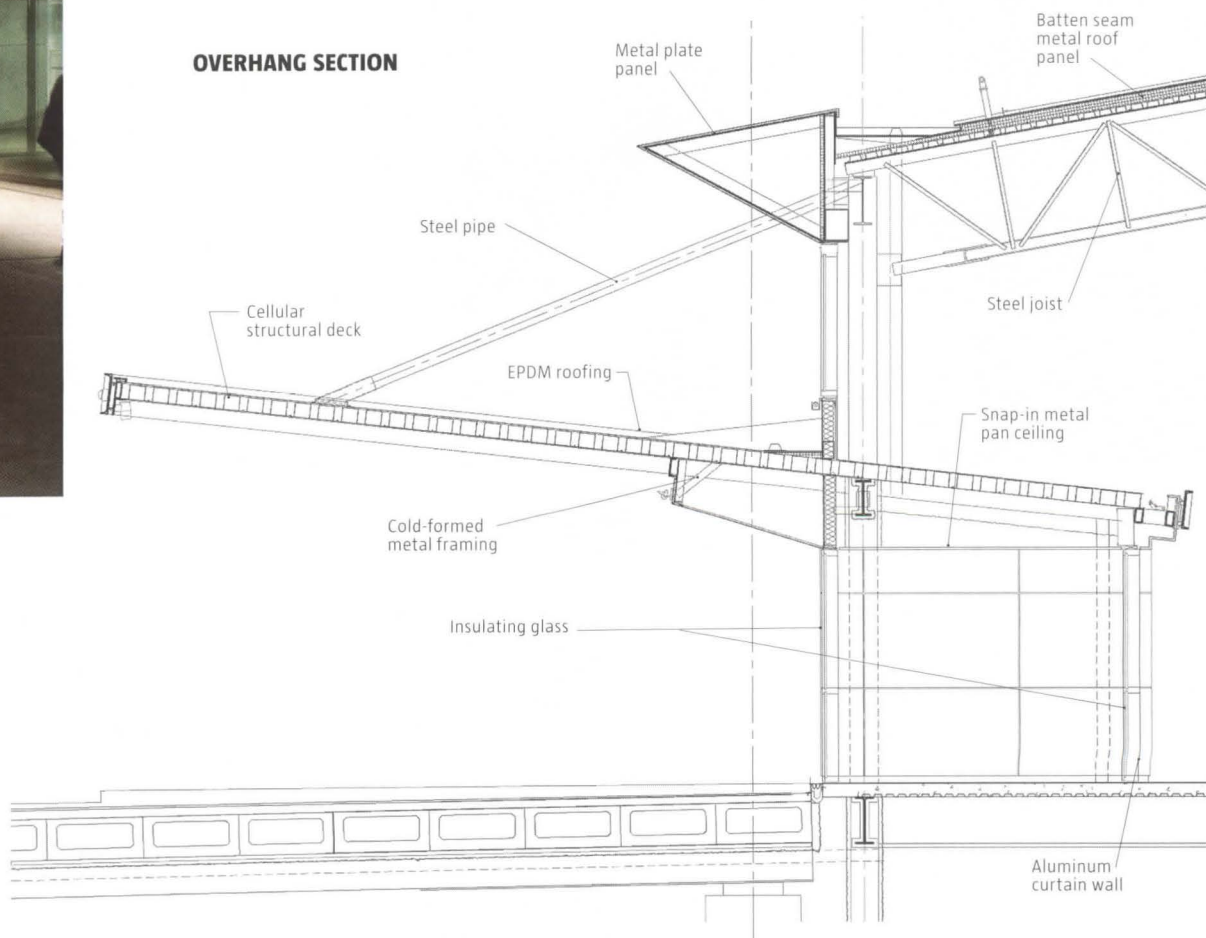 OVERHANG SECTION
Metal plate
panel
Batten seam
metal roof
panel
Steel pipe
Steel joist
Cellular
structural deck
EPDM roofing
Snap-in metal
pan ceiling
Cold-formed
metal framing
Insulating glass
Aluminum
curtain wall